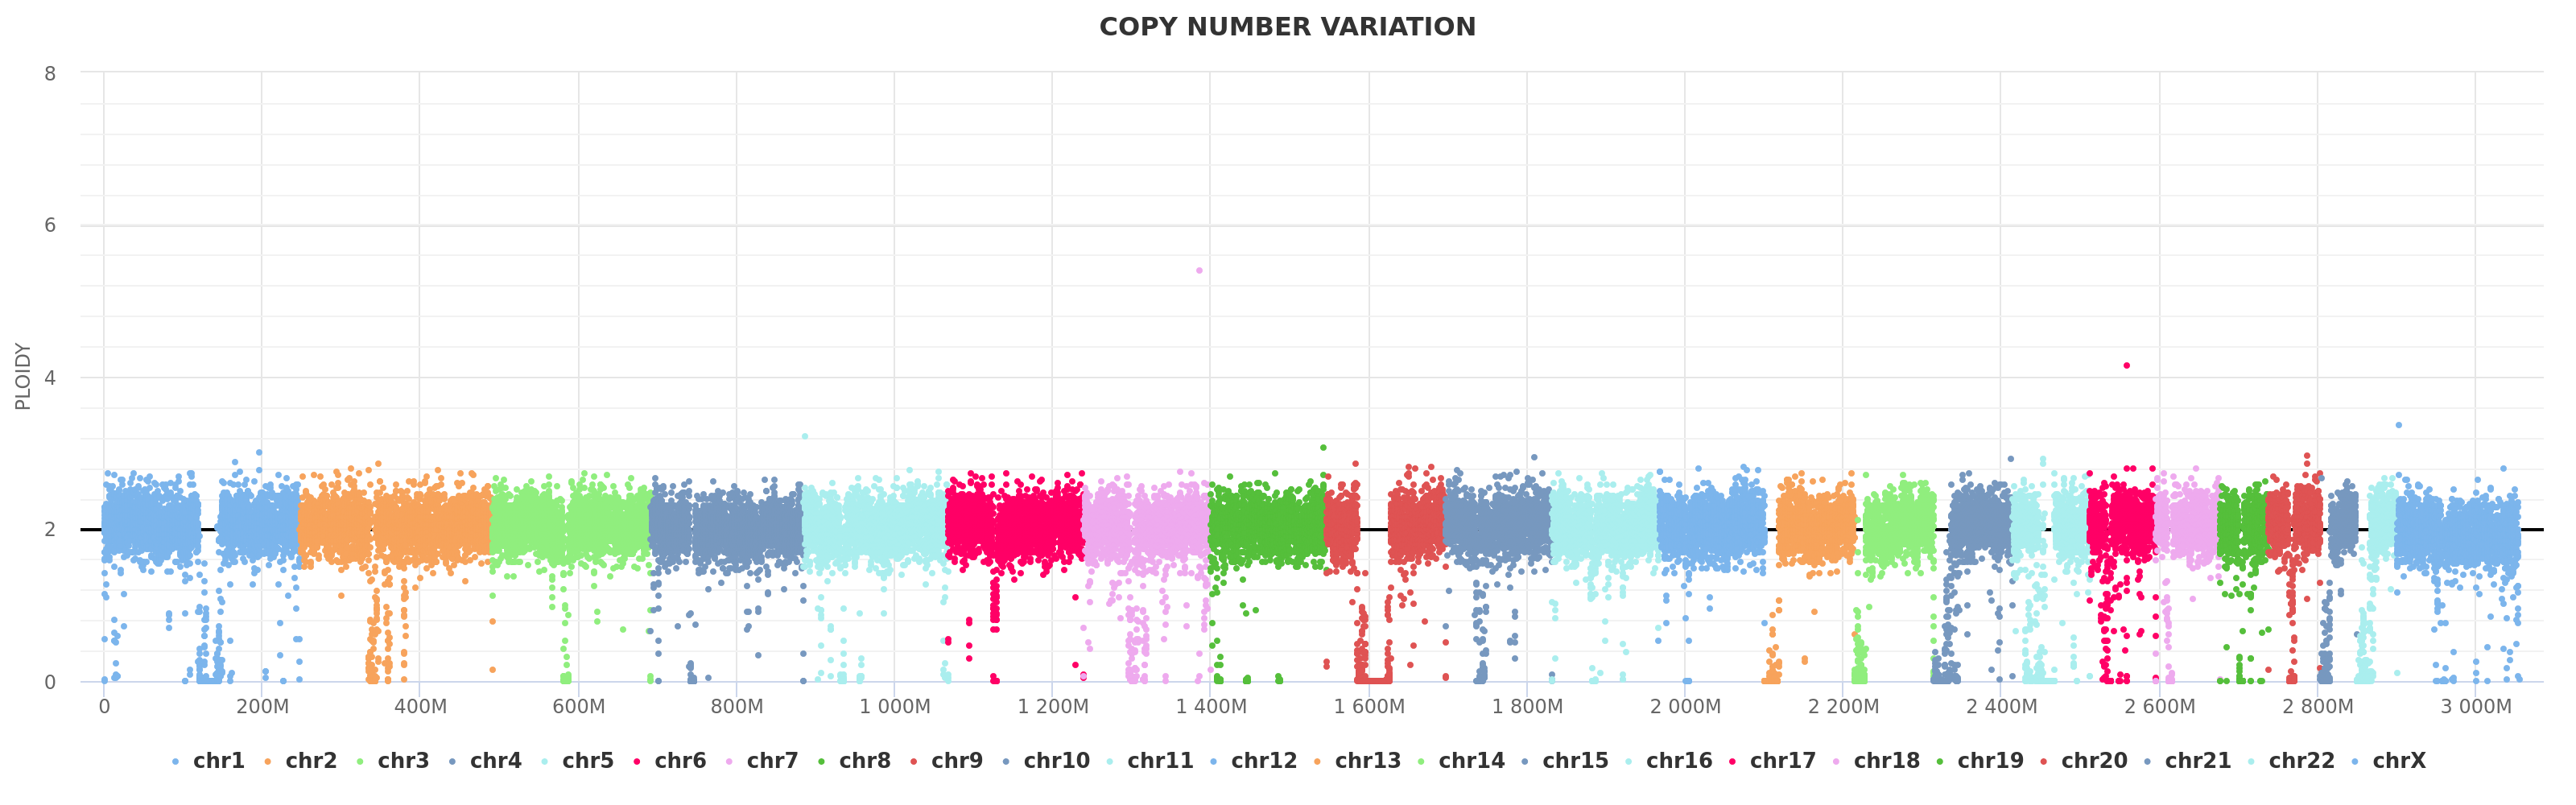 COPY NUMBER VARIATION
8
6
4
2
0
PLOIDY
0 200M 400M 600M 800M 1 000M 1 200M 1 400M 1 600M 1 800M 2 000M 2 200M 2 400M 2 600M 2 800M 3 000M
chr1 chr2 chr3 chr4 chr5 chr6 chr7 chr8 chr9 chr10 chr11 chr12 chr13 chr14 chr15 chr16 chr17 chr18 chr19 chr20 chr21 chr22 chrX